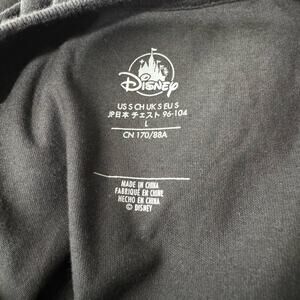 Disney
US S CH UK S EU S
JP日本 チェスト 96-104
L
CN 170/88A
MADE IN CHINA
FABRIQUÉ EN CHINE
HECHO EN CHINA
© DISNEY